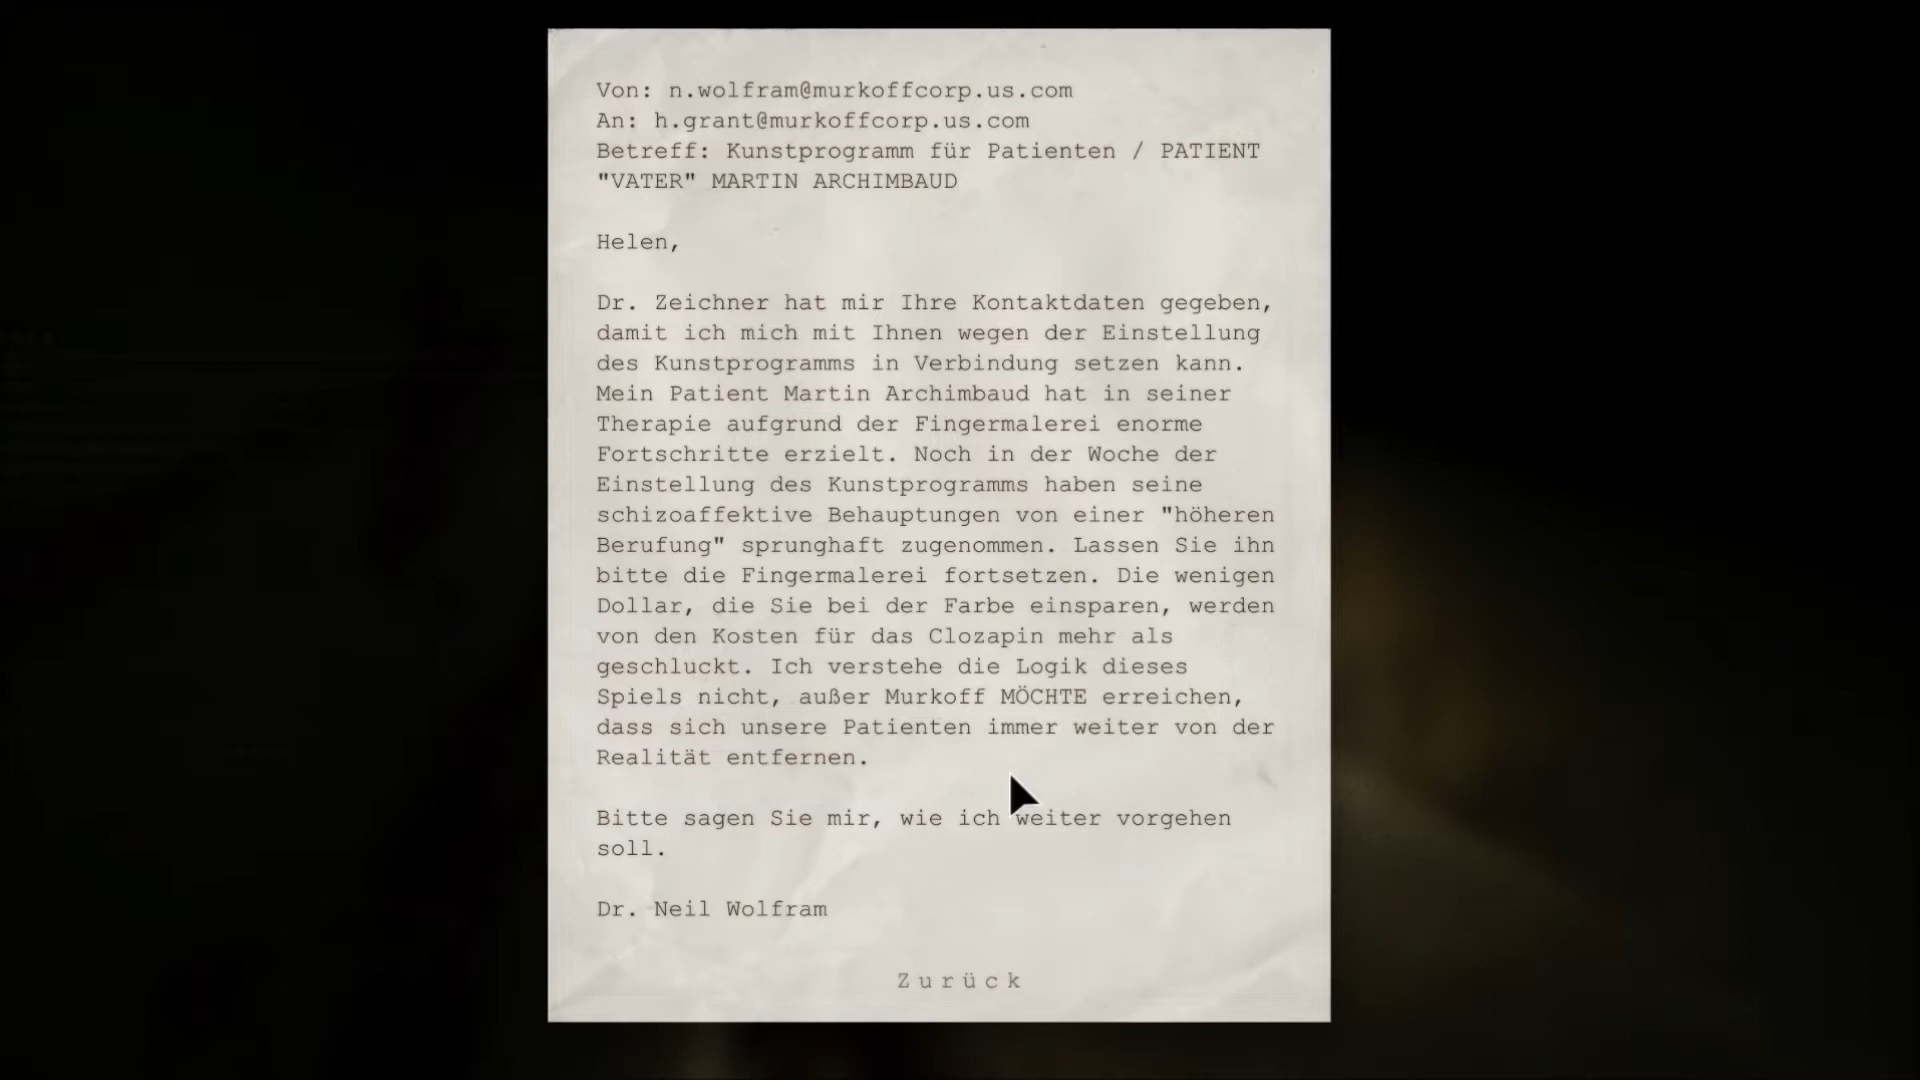 Von: n.wolfram@murkoffcorp.us.com
An: h.grant@murkoffcorp.us.com
Betreff: Kunstprogramm für Patienten / PATIENT
"VATER" MARTIN ARCHIMBAUD
Helen,
Dr. Zeichner hat mir Ihre Kontaktdaten gegeben,
damit ich mich mit Ihnen wegen der Einstellung
des Kunstprogramms in Verbindung setzen kann.
Mein Patient Martin Archimbaud hat in seiner
Therapie aufgrund der Fingermalerei enorme
Fortschritte erzielt. Noch in der Woche der
Einstellung des Kunstprogramms haben seine
schizoaffektive Behauptungen von einer "höheren
Berufung" sprunghaft zugenommen. Lassen Sie ihn
bitte die Fingermalerei fortsetzen. Die wenigen
Dollar, die Sie bei der Farbe einsparen, werden
von den Kosten für das Clozapin mehr als
geschluckt. Ich verstehe die Logik dieses
Spiels nicht, außer Murkoff MÖCHTE erreichen,
dass sich unsere Patienten immer weiter von der
Realität entfernen.
Bitte sagen Sie mir, wie ich weiter vorgehen
soll.
Dr. Neil Wolfram
Zurück